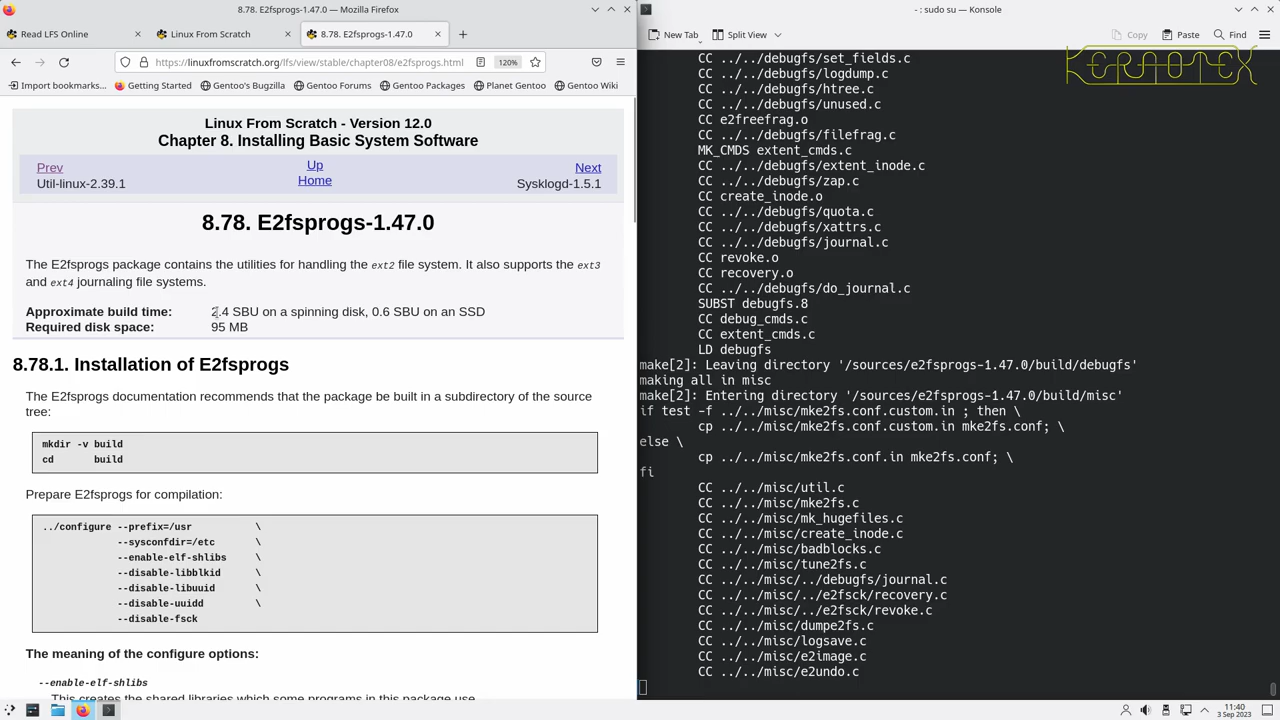 8.78. E2fsprogs-1.47.0 — Mozilla Firefox
Read LFS Online
Linux From Scratch
8.78. E2fsprogs-1.47.0
https://linuxfromscratch.org/lfs/view/stable/chapter08/e2fsprogs.html
120%
Import bookmarks...
Getting Started
Gentoo's Bugzilla
Gentoo Forums
Gentoo Packages
Planet Gentoo
Gentoo Wiki
Linux From Scratch - Version 12.0
Chapter 8. Installing Basic System Software
Prev
Up
Next
Util-linux-2.39.1
Home
Sysklogd-1.5.1
8.78. E2fsprogs-1.47.0
The E2fsprogs package contains the utilities for handling the ext2 file system. It also supports the ext3
and ext4 journaling file systems.
Approximate build time: 2.4 SBU on a spinning disk, 0.6 SBU on an SSD
Required disk space: 95 MB
8.78.1. Installation of E2fsprogs
The E2fsprogs documentation recommends that the package be built in a subdirectory of the source
tree:
mkdir -v build
cd build
Prepare E2fsprogs for compilation:
../configure --prefix=/usr \
--sysconfdir=/etc \
--enable-elf-shlibs \
--disable-libblkid \
--disable-libuuid \
--disable-uuidd \
--disable-fsck
The meaning of the configure options:
--enable-elf-shlibs
This creates the shared libraries which some programs in this package use.
- : sudo su — Konsole
New Tab
Split View
Copy
Paste
Find
KERNOTEX
CC ../../debugfs/set_fields.c
CC ../../debugfs/logdump.c
CC ../../debugfs/htree.c
CC ../../debugfs/unused.c
CC e2freefrag.o
CC ../../debugfs/filefrag.c
MK_CMDS extent_cmds.c
CC ../../debugfs/extent_inode.c
CC ../../debugfs/zap.c
CC create_inode.o
CC ../../debugfs/quota.c
CC ../../debugfs/xattrs.c
CC ../../debugfs/journal.c
CC revoke.o
CC recovery.o
CC ../../debugfs/do_journal.c
SUBST debugfs.8
CC debug_cmds.c
CC extent_cmds.c
LD debugfs
make[2]: Leaving directory '/sources/e2fsprogs-1.47.0/build/debugfs'
making all in misc
make[2]: Entering directory '/sources/e2fsprogs-1.47.0/build/misc'
if test -f ../../misc/mke2fs.conf.custom.in ; then \
cp ../../misc/mke2fs.conf.custom.in mke2fs.conf; \
else \
cp ../../misc/mke2fs.conf.in mke2fs.conf; \
fi
CC ../../misc/util.c
CC ../../misc/mke2fs.c
CC ../../misc/mk_hugefiles.c
CC ../../misc/create_inode.c
CC ../../misc/badblocks.c
CC ../../misc/tune2fs.c
CC ../../misc/../debugfs/journal.c
CC ../../misc/../e2fsck/recovery.c
CC ../../misc/../e2fsck/revoke.c
CC ../../misc/dumpe2fs.c
CC ../../misc/logsave.c
CC ../../misc/e2image.c
CC ../../misc/e2undo.c
11:40
3 Sep 2023